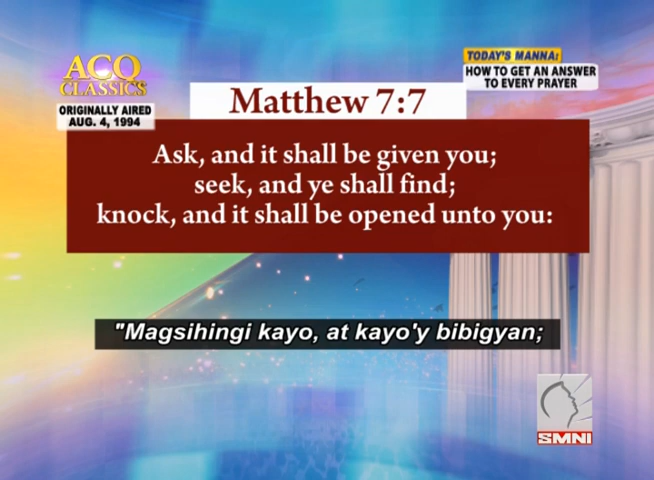 ACQ
CLASSICS
ORIGINALLY AIRED
AUG. 4, 1994
TODAY'S MANNA:
HOW TO GET AN ANSWER
TO EVERY PRAYER
Matthew 7:7
Ask, and it shall be given you;
seek, and ye shall find;
knock, and it shall be opened unto you:
"Magsihingi kayo, at kayo'y bibigyan;
SMNI